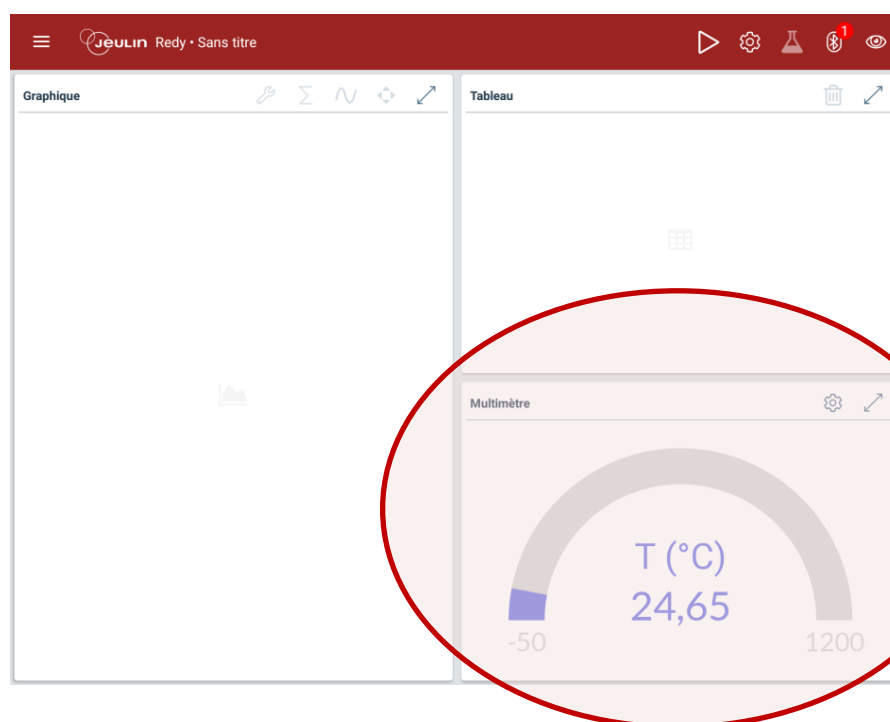 Jeulin Redy • Sans titre
1
Graphique
Tableau
Multimètre
T (°C)
24,65
-50
1200